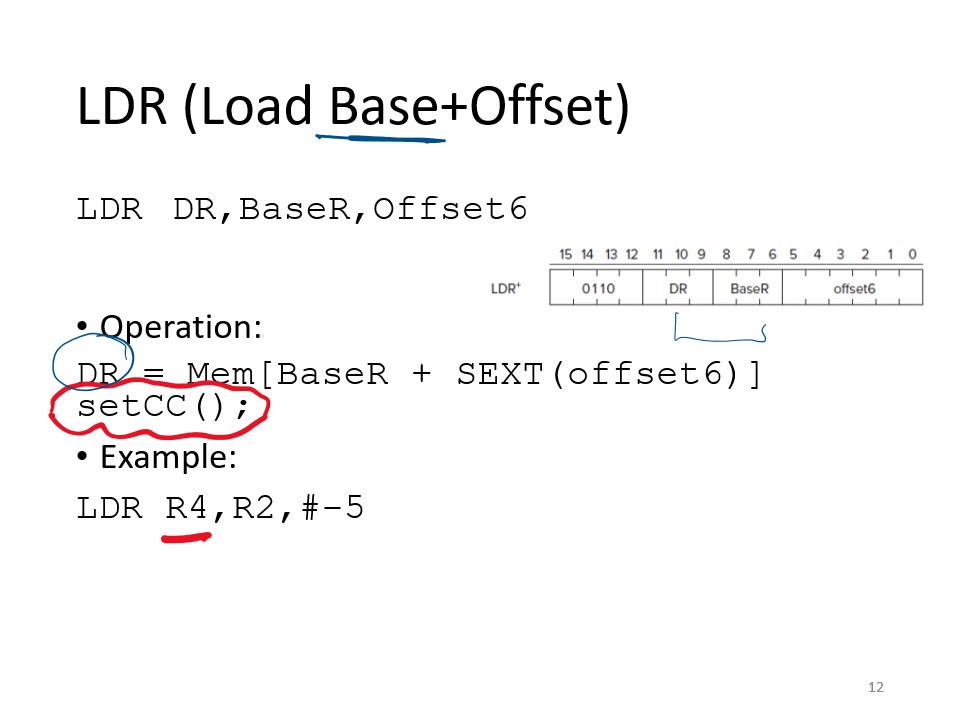 LDR (Load Base+Offset)
LDR DR,BaseR,Offset6
15 14 13 12 11 10 9 8 7 6 5 4 3 2 1 0
LDR+ 0110 DR BaseR offset6
• Operation:
DR = Mem[BaseR + SEXT(offset6)]
setCC();
• Example:
LDR R4,R2,#-5
12